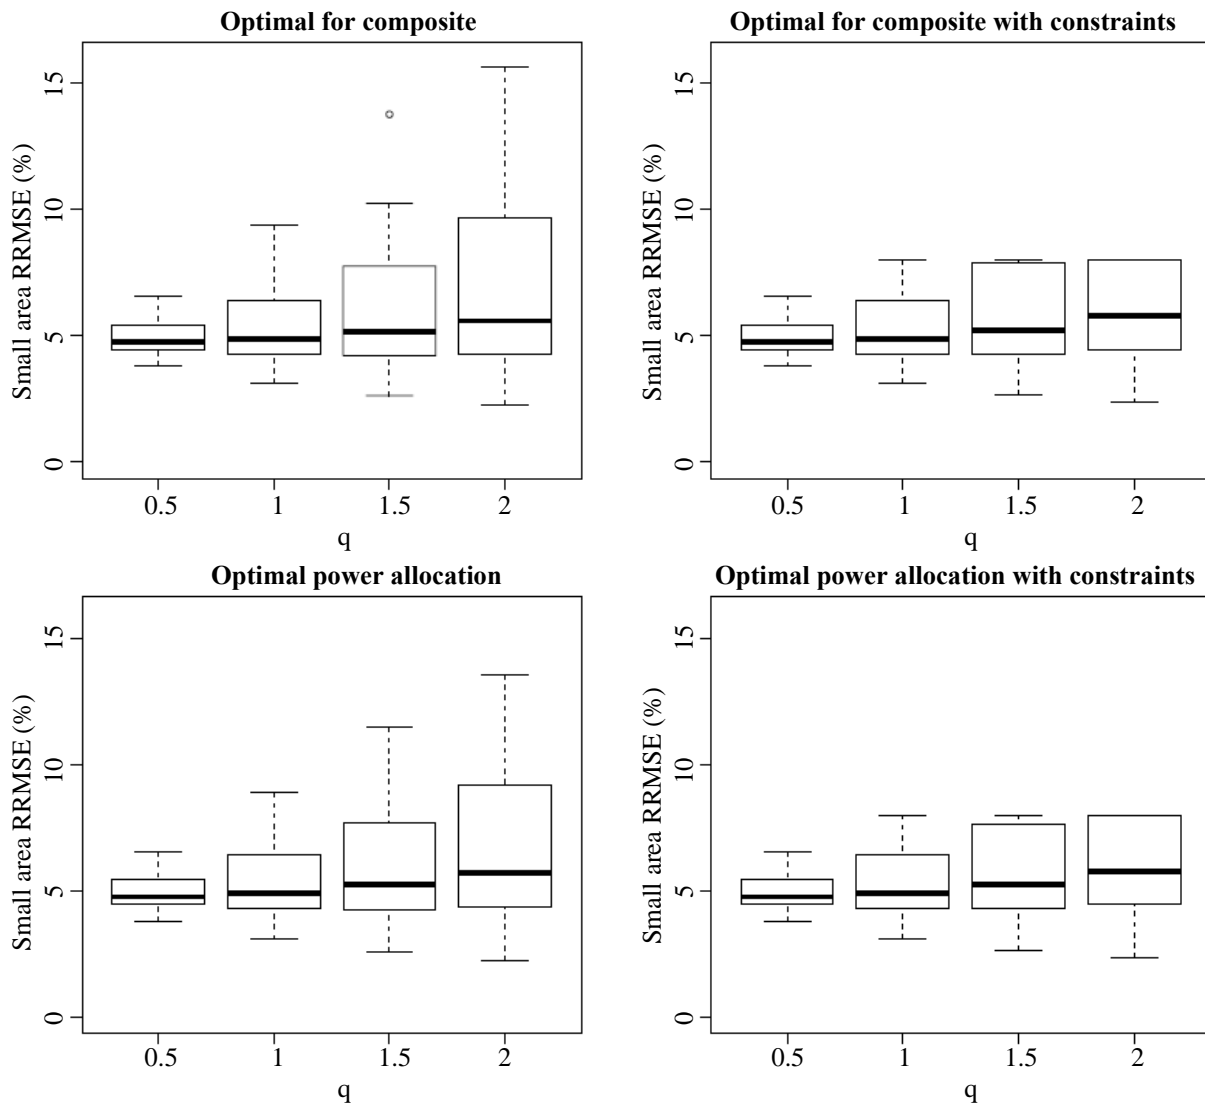 Optimal for composite
Small area RRMSE (%)
15
10
5
0
0.5 1 1.5 2
q
Optimal for composite with constraints
Small area RRMSE (%)
15
10
5
0
0.5 1 1.5 2
q
Optimal power allocation
Small area RRMSE (%)
15
10
5
0
0.5 1 1.5 2
q
Optimal power allocation with constraints
Small area RRMSE (%)
15
10
5
0
0.5 1 1.5 2
q